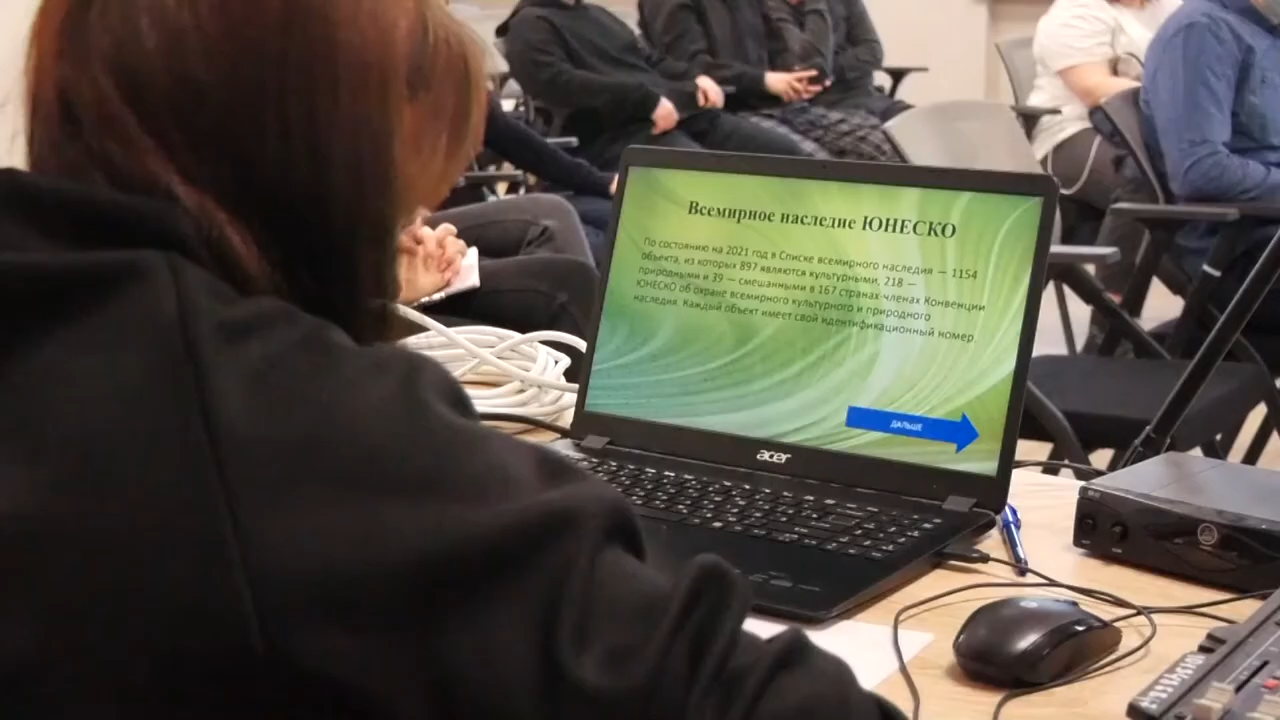 Всемирное наследие ЮНЕСКО
По состоянию на 2021 год в Списке всемирного наследия — 1154
объекта, из которых 897 являются культурными, 218 —
природными и 39 — смешанными в 167 странах-членах Конвенции
ЮНЕСКО об охране всемирного культурного и природного
наследия. Каждый объект имеет свой идентификационный номер.
ДАЛЬШЕ
acer